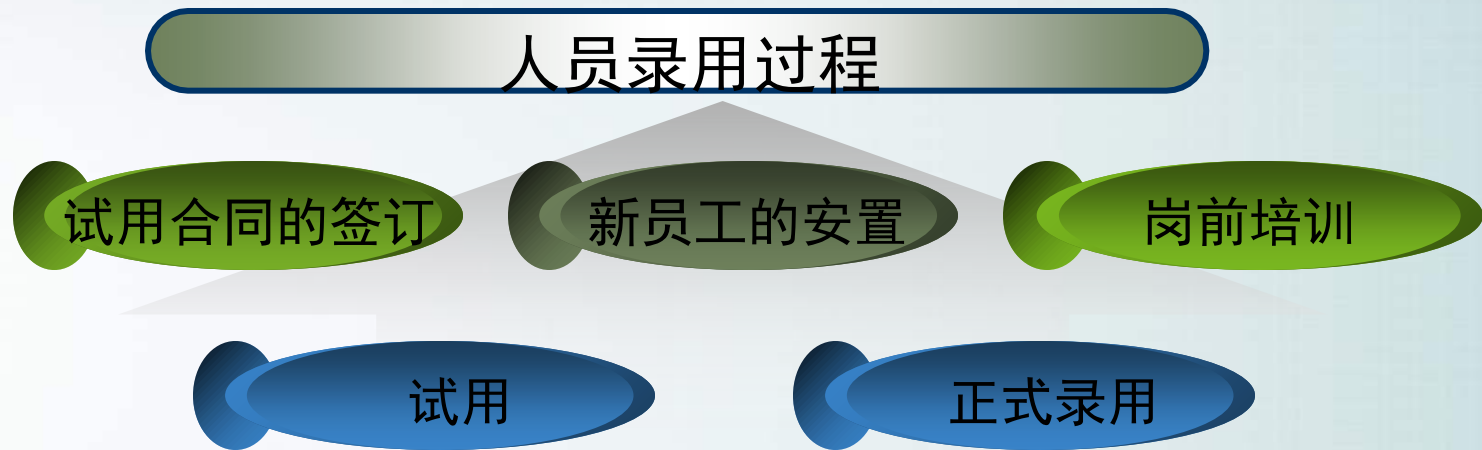 人员录用过程
试用合同的签订
新员工的安置
岗前培训
试用
正式录用